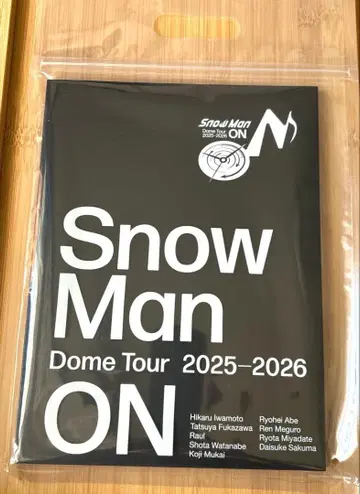 Snow Man
Dome Tour
2025-2026
ON
Snow
Man
Dome Tour 2025–2026
ON
Hikaru Iwamoto
Tatsuya Fukazawa
Raul
Shota Watanabe
Koji Mukai
Ryohei Abe
Ren Meguro
Ryota Miyadate
Daisuke Sakuma